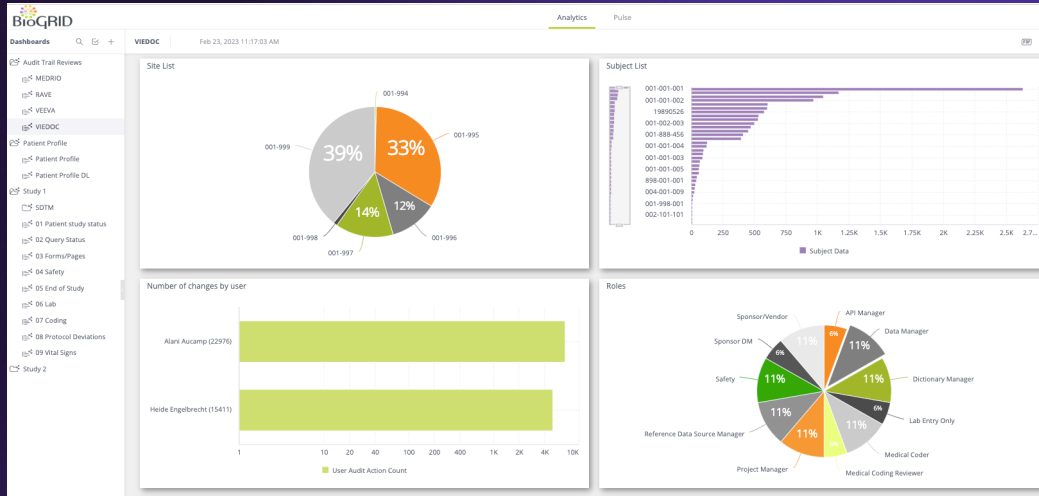 BioGRID
Analytics Pulse
Dashboards
VIEDOC Feb 23, 2023 11:17:03 AM
Audit Trail Reviews
MEDRIO
RAVE
VEEVA
VIEDOC
Patient Profile
Patient Profile
Patient Profile DL
Study 1
SDTM
01 Patient study status
02 Query Status
03 Forms/Pages
04 Safety
05 End of Study
06 Lab
07 Coding
08 Protocol Deviations
09 Vital Signs
Study 2
Site List
001-994
001-995
33%
001-996
12%
001-997
14%
001-998
001-999
39%
Subject List
001-001-001
001-001-002
19890526
001-002-003
001-888-456
001-001-004
001-001-003
001-001-005
898-001-001
004-001-009
001-998-001
002-101-101
0 250 500 750 1K 1.25K 1.5K 1.75K 2K 2.25K 2.5K 2.7...
Subject Data
Number of changes by user
Alani Aucamp (22976)
Heide Engelbrecht (15411)
1 10 20 40 100 200 400 1K 2K 4K 10K
User Audit Action Count
Roles
API Manager
6%
Data Manager
11%
Dictionary Manager
11%
Lab Entry Only
6%
Medical Coder
11%
Medical Coding Reviewer
Project Manager
11%
Reference Data Source Manager
11%
Safety
11%
Sponsor DM
6%
Sponsor/Vendor
11%